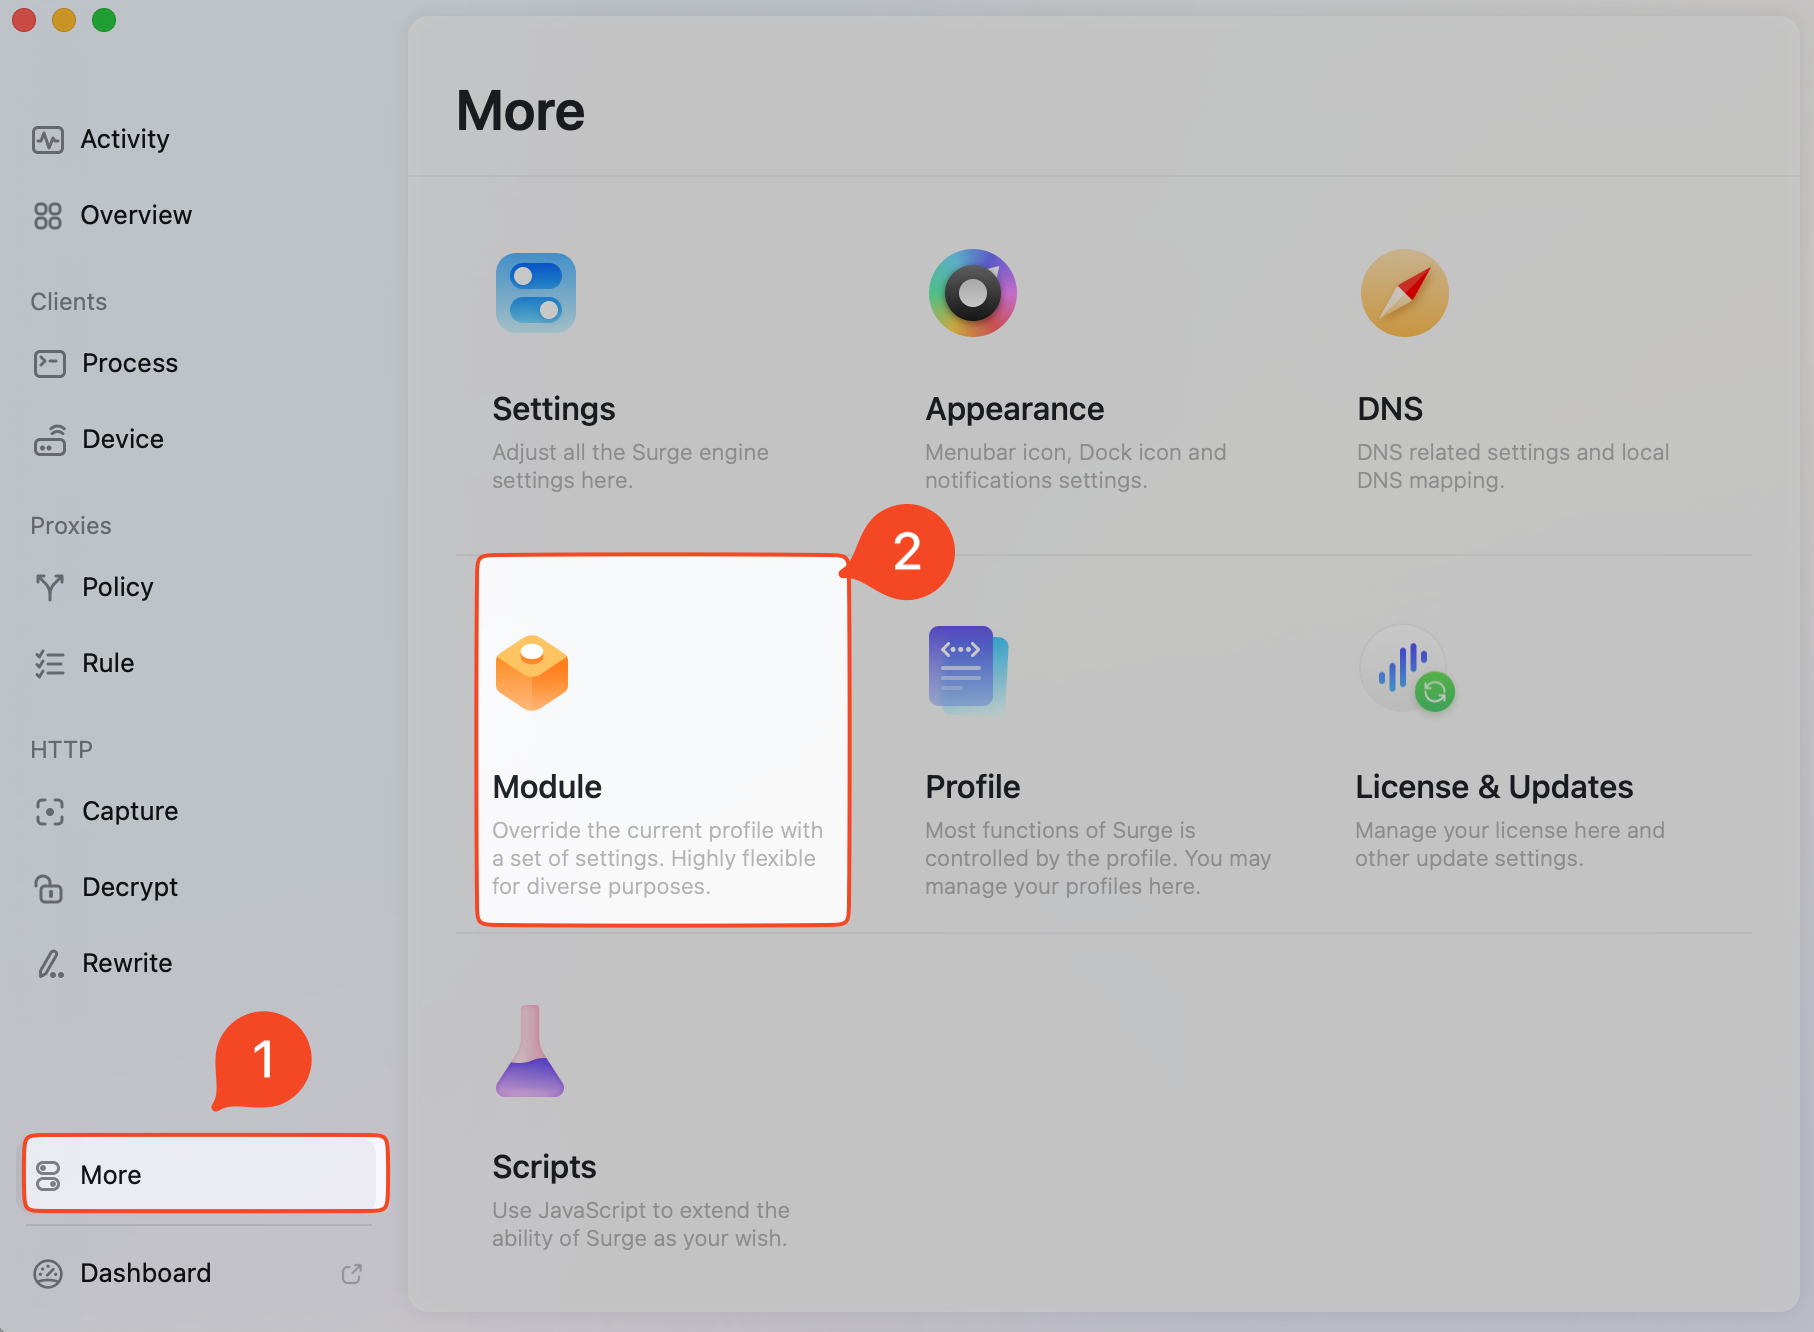 Activity
Overview
Clients
Process
Device
Proxies
Policy
Rule
HTTP
Capture
Decrypt
Rewrite
1
More
Dashboard
More
Settings
Adjust all the Surge engine
settings here.
Appearance
Menubar icon, Dock icon and
notifications settings.
DNS
DNS related settings and local
DNS mapping.
2
Module
Override the current profile with
a set of settings. Highly flexible
for diverse purposes.
Profile
Most functions of Surge is
controlled by the profile. You may
manage your profiles here.
License & Updates
Manage your license here and
other update settings.
Scripts
Use JavaScript to extend the
ability of Surge as your wish.